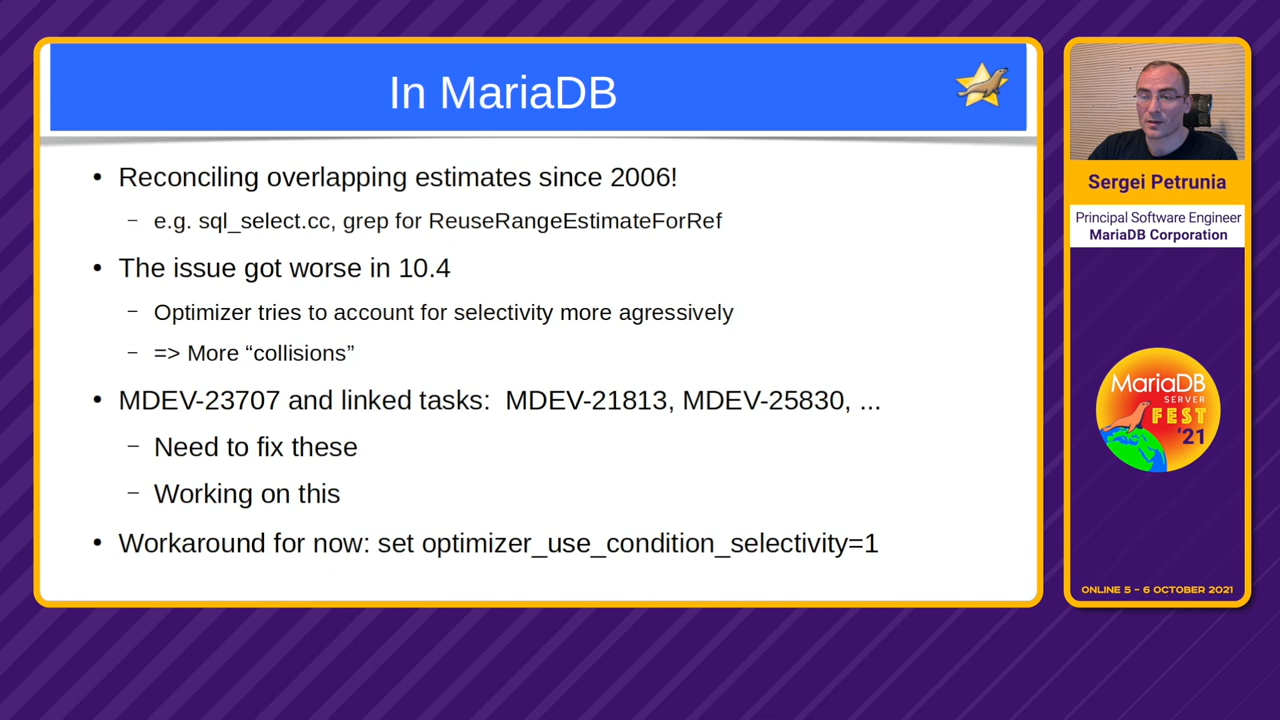 In MariaDB
• Reconciling overlapping estimates since 2006!
– e.g. sql_select.cc, grep for ReuseRangeEstimateForRef
• The issue got worse in 10.4
– Optimizer tries to account for selectivity more agressively
– => More “collisions”
• MDEV-23707 and linked tasks:  MDEV-21813, MDEV-25830, ...
– Need to fix these
– Working on this
• Workaround for now: set optimizer_use_condition_selectivity=1
Sergei Petrunia
Principal Software Engineer
MariaDB Corporation
MariaDB
SERVER
FEST
'21
ONLINE 5 – 6 OCTOBER 2021